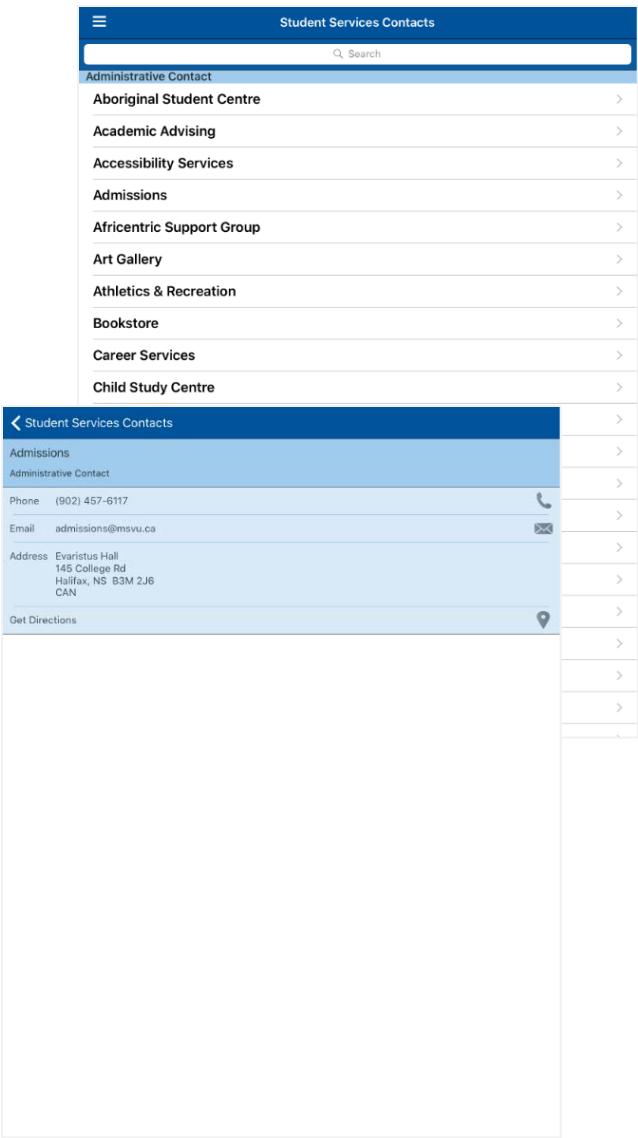 Student Services Contacts
Search
Administrative Contact
Aboriginal Student Centre
Academic Advising
Accessibility Services
Admissions
Africentric Support Group
Art Gallery
Athletics & Recreation
Bookstore
Career Services
Child Study Centre
Student Services Contacts
Admissions
Administrative Contact
Phone (902) 457-6117
Email admissions@msvu.ca
Address Evaristus Hall
145 College Rd
Halifax, NS B3M 2J6
CAN
Get Directions